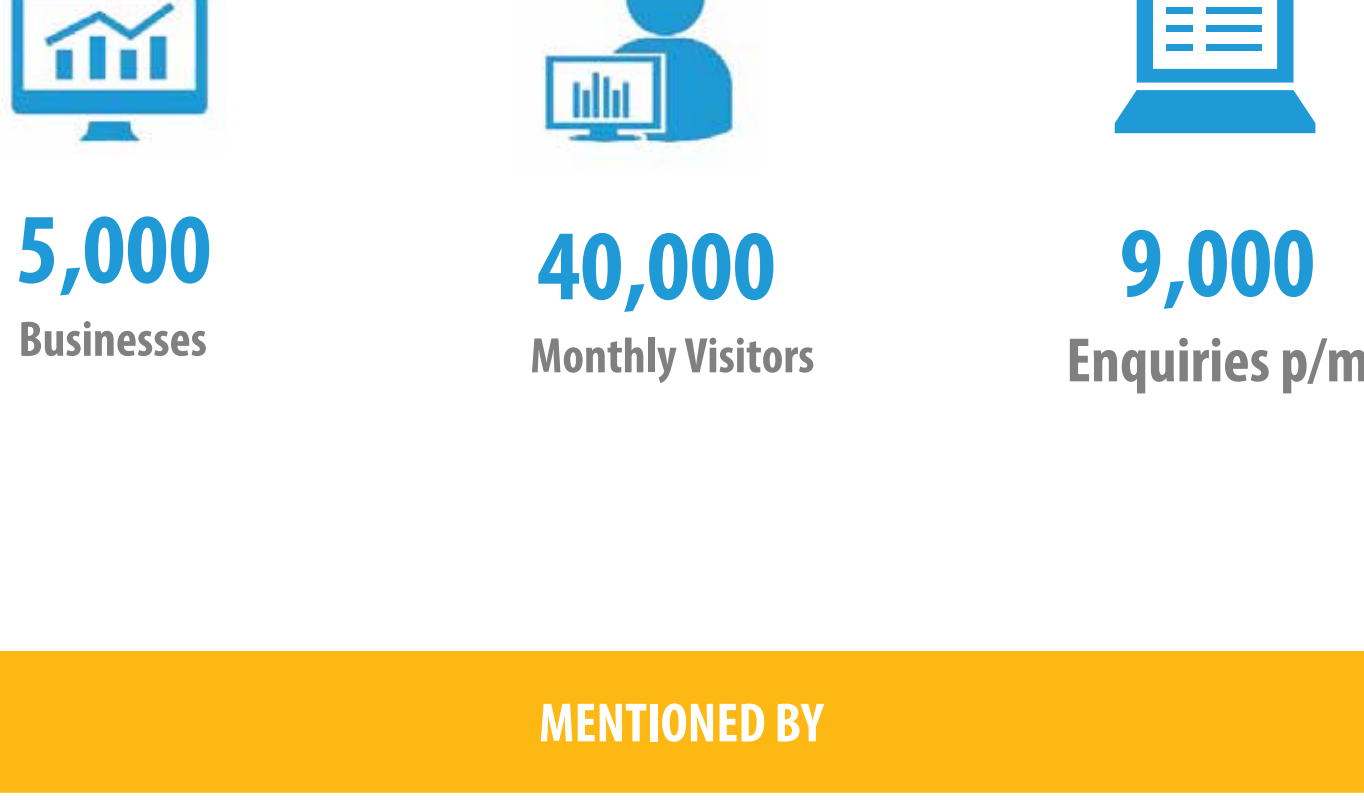 5,000
Businesses
40,000
Monthly Visitors
9,000
Enquiries p/m
MENTIONED BY